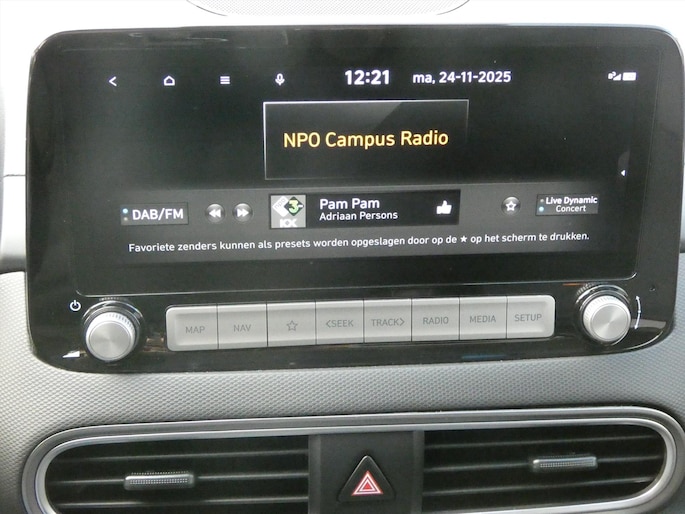 12:21 ma, 24-11-2025
NPO Campus Radio
DAB/FM
Pam Pam
Adriaan Persons
Live Dynamic
Concert
Favoriete zenders kunnen als presets worden opgeslagen door op de ★ op het scherm te drukken.
MAP NAV ☆ <SEEK TRACK> RADIO MEDIA SETUP